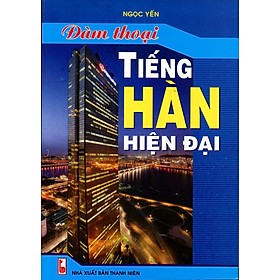 NGỌC YẾN
Đàm thoại
TIẾNG
HÀN
HIỆN ĐẠI
NHÀ XUẤT BẢN THANH NIÊN